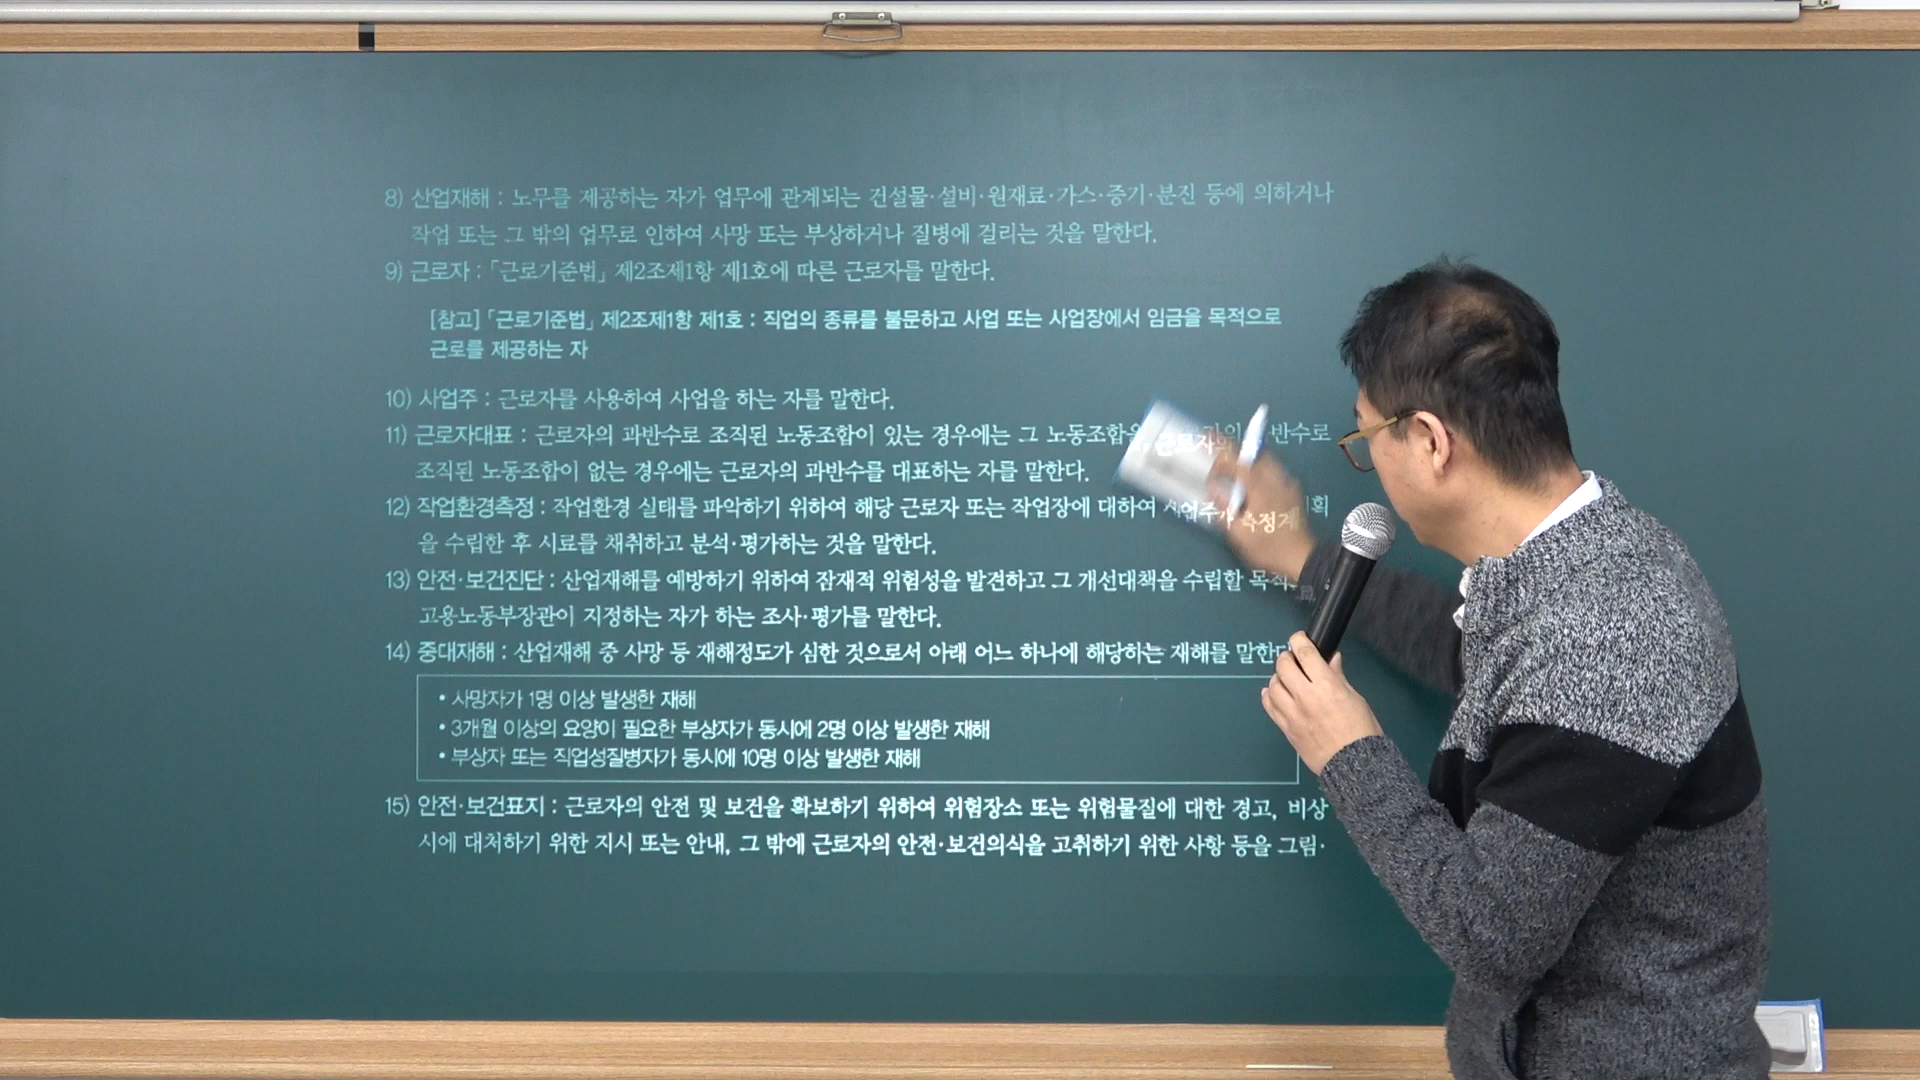 8) 산업재해 : 노무를 제공하는 자가 업무에 관계되는 건설물·설비·원재료·가스·증기·분진 등에 의하거나
작업 또는 그 밖의 업무로 인하여 사망 또는 부상하거나 질병에 걸리는 것을 말한다.
9) 근로자 : 「근로기준법」 제2조제1항 제1호에 따른 근로자를 말한다.
[참고] 「근로기준법」 제2조제1항 제1호 : 직업의 종류를 불문하고 사업 또는 사업장에서 임금을 목적으로
근로를 제공하는 자
10) 사업주 : 근로자를 사용하여 사업을 하는 자를 말한다.
11) 근로자대표 : 근로자의 과반수로 조직된 노동조합이 있는 경우에는 그 노동조합을, 근로자의 반수로
조직된 노동조합이 없는 경우에는 근로자의 과반수를 대표하는 자를 말한다.
12) 작업환경측정 : 작업환경 실태를 파악하기 위하여 해당 근로자 또는 작업장에 대하여 사업주가 측정계획
을 수립한 후 시료를 채취하고 분석·평가하는 것을 말한다.
13) 안전·보건진단 : 산업재해를 예방하기 위하여 잠재적 위험성을 발견하고 그 개선대책을 수립할 목적
고용노동부장관이 지정하는 자가 하는 조사·평가를 말한다.
14) 중대재해 : 산업재해 중 사망 등 재해정도가 심한 것으로서 아래 어느 하나에 해당하는 재해를 말한다
• 사망자가 1명 이상 발생한 재해
• 3개월 이상의 요양이 필요한 부상자가 동시에 2명 이상 발생한 재해
• 부상자 또는 직업성질병자가 동시에 10명 이상 발생한 재해
15) 안전·보건표지 : 근로자의 안전 및 보건을 확보하기 위하여 위험장소 또는 위험물질에 대한 경고, 비상
시에 대처하기 위한 지시 또는 안내, 그 밖에 근로자의 안전·보건의식을 고취하기 위한 사항 등을 그림·